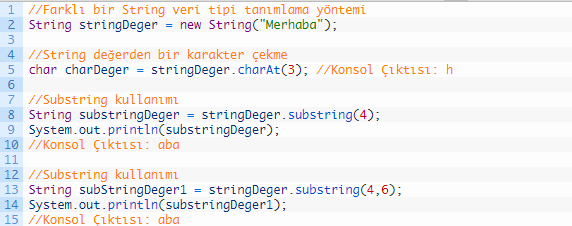 1 //Farklı bir String veri tipi tanımlama yöntemi
2 String stringDeger = new String("Merhaba");
3
4 //String değerden bir karakter çekme
5 char charDeger = stringDeger.charAt(3); //Konsol Çıktısı: h
6
7 //Substring kullanımı
8 String substringDeger = stringDeger.substring(4);
9 System.out.println(substringDeger);
10 //Konsol Çıktısı: aba
11
12 //Substring kullanımı
13 String subStringDeger1 = stringDeger.substring(4,6);
14 System.out.println(substringDeger1);
15 //Konsol Çıktısı: aba